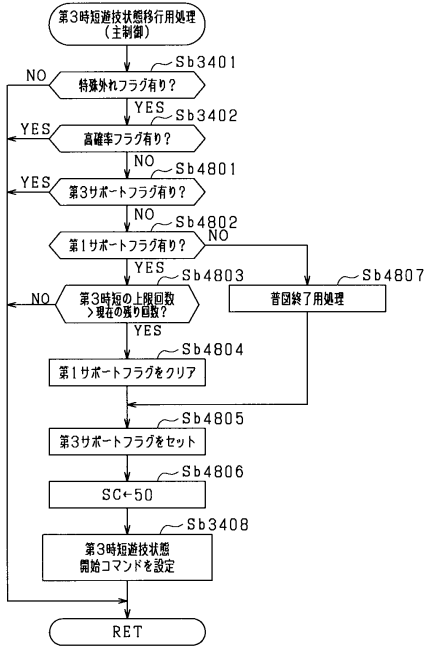 第3時短遊技状態移行用処理
(主制御)
Sb3401
特殊外れフラグ有り?
NO
YES
Sb3402
高確率フラグ有り?
YES
NO
Sb4801
第3サポートフラグ有り?
YES
NO
Sb4802
第1サポートフラグ有り?
NO
YES
Sb4803
第3時短の上限回数
>現在の残り回数?
NO
YES
Sb4807
普図終了用処理
Sb4804
第1サポートフラグをクリア
Sb4805
第3サポートフラグをセット
Sb4806
SC←50
Sb3408
第3時短遊技状態
開始コマンドを設定
RET